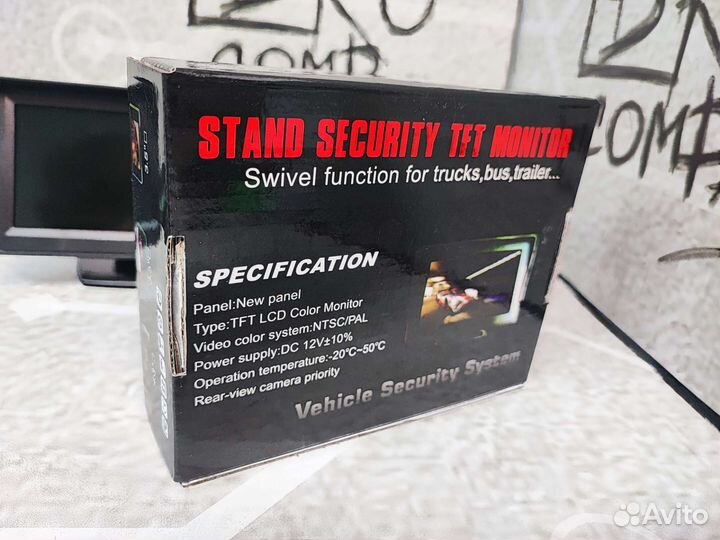 COMP
STAND SECURITY TFT MONITOR
Swivel function for trucks,bus,trailer...
SPECIFICATION
Panel:New panel
Type:TFT LCD Color Monitor
Video color system:NTSC/PAL
Power supply:DC 12V±10%
Operation temperature:-20℃~50℃
Rear-view camera priority
Vehicle Security System
Avito